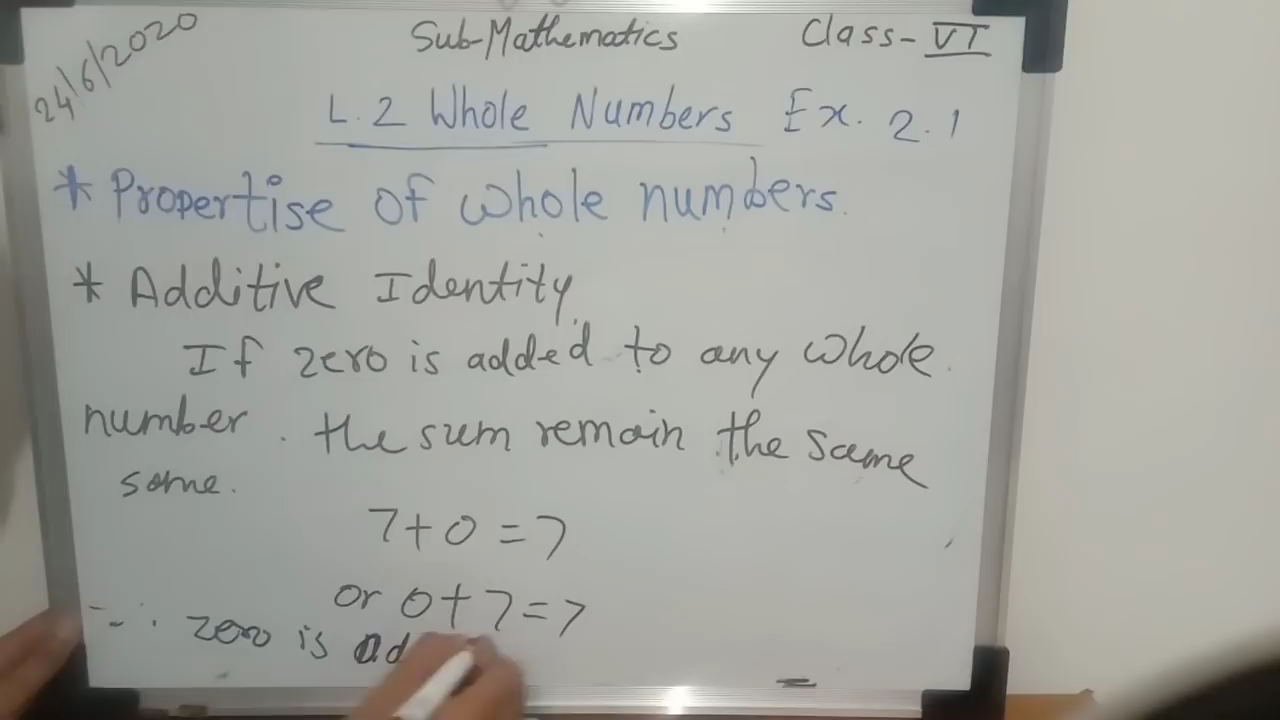 24/6/2020
Sub-Mathematics Class-VI
L.2 Whole Numbers Ex. 2.1
* Propertise of whole numbers.
* Additive Identity
If zero is added to any whole.
number. the sum remain the same
same.
7+0=7
or 0+7=7
∴ zero is ad